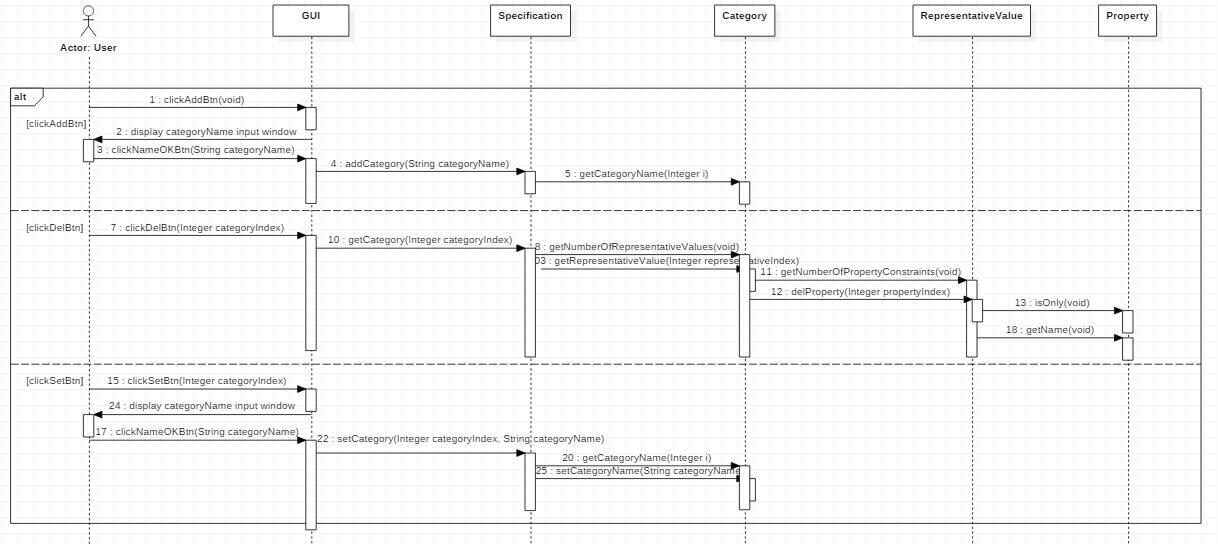 GUI
Specification
Category
RepresentativeValue
Property
Actor: User
alt
1 : clickAddBtn(void)
[clickAddBtn]
2 : display categoryName input window
3 : clickNameOKBtn(String categoryName)
4 : addCategory(String categoryName)
5 : getCategoryName(Integer i)
[clickDelBtn]
7 : clickDelBtn(Integer categoryIndex)
10 : getCategory(Integer categoryIndex)
8 : getNumberOfRepresentativeValues(void)
03 : getRepresentativeValue(Integer representativeIndex)
11 : getNumberOfPropertyConstraints(void)
12 : delProperty(Integer propertyIndex)
13 : isOnly(void)
18 : getName(void)
[clickSetBtn]
15 : clickSetBtn(Integer categoryIndex)
24 : display categoryName input window
17 : clickNameOKBtn(String categoryName)
22 : setCategory(Integer categoryIndex, String categoryName)
20 : getCategoryName(Integer i)
25 : setCategoryName(String categoryName